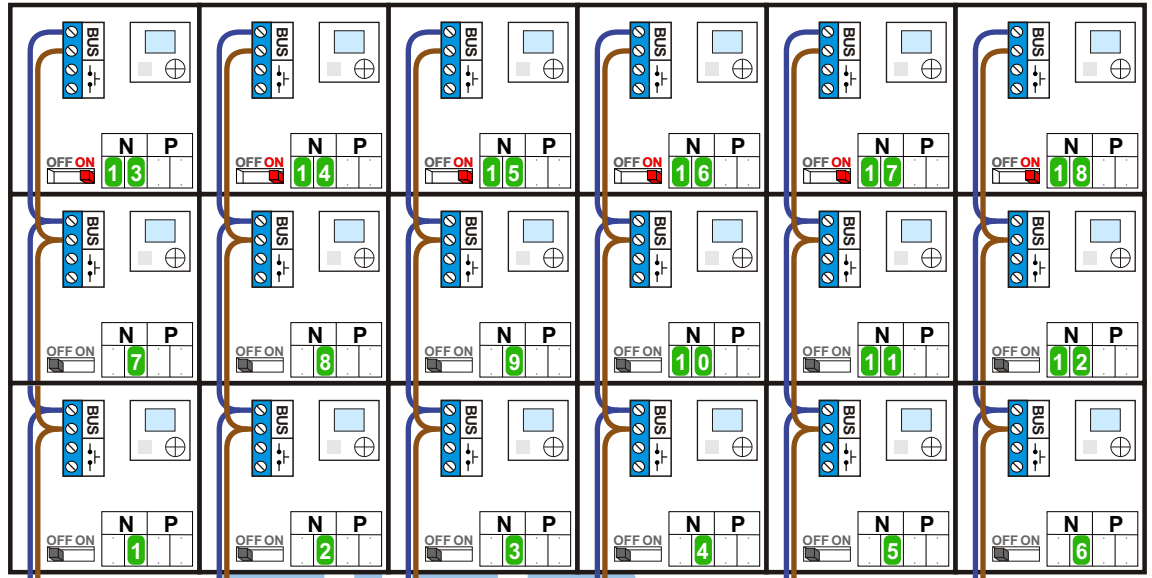 BUS BUS BUS BUS BUS BUS
N P N P N P N P N P N P
OFF ON 13 OFF ON 14 OFF ON 15 OFF ON 16 OFF ON 17 OFF ON 18
BUS BUS BUS BUS BUS BUS
N P N P N P N P N P N P
OFF ON 7 OFF ON 8 OFF ON 9 OFF ON 10 OFF ON 11 OFF ON 12
BUS BUS BUS BUS BUS BUS
N P N P N P N P N P N P
OFF ON 1 OFF ON 2 OFF ON 3 OFF ON 4 OFF ON 5 OFF ON 6